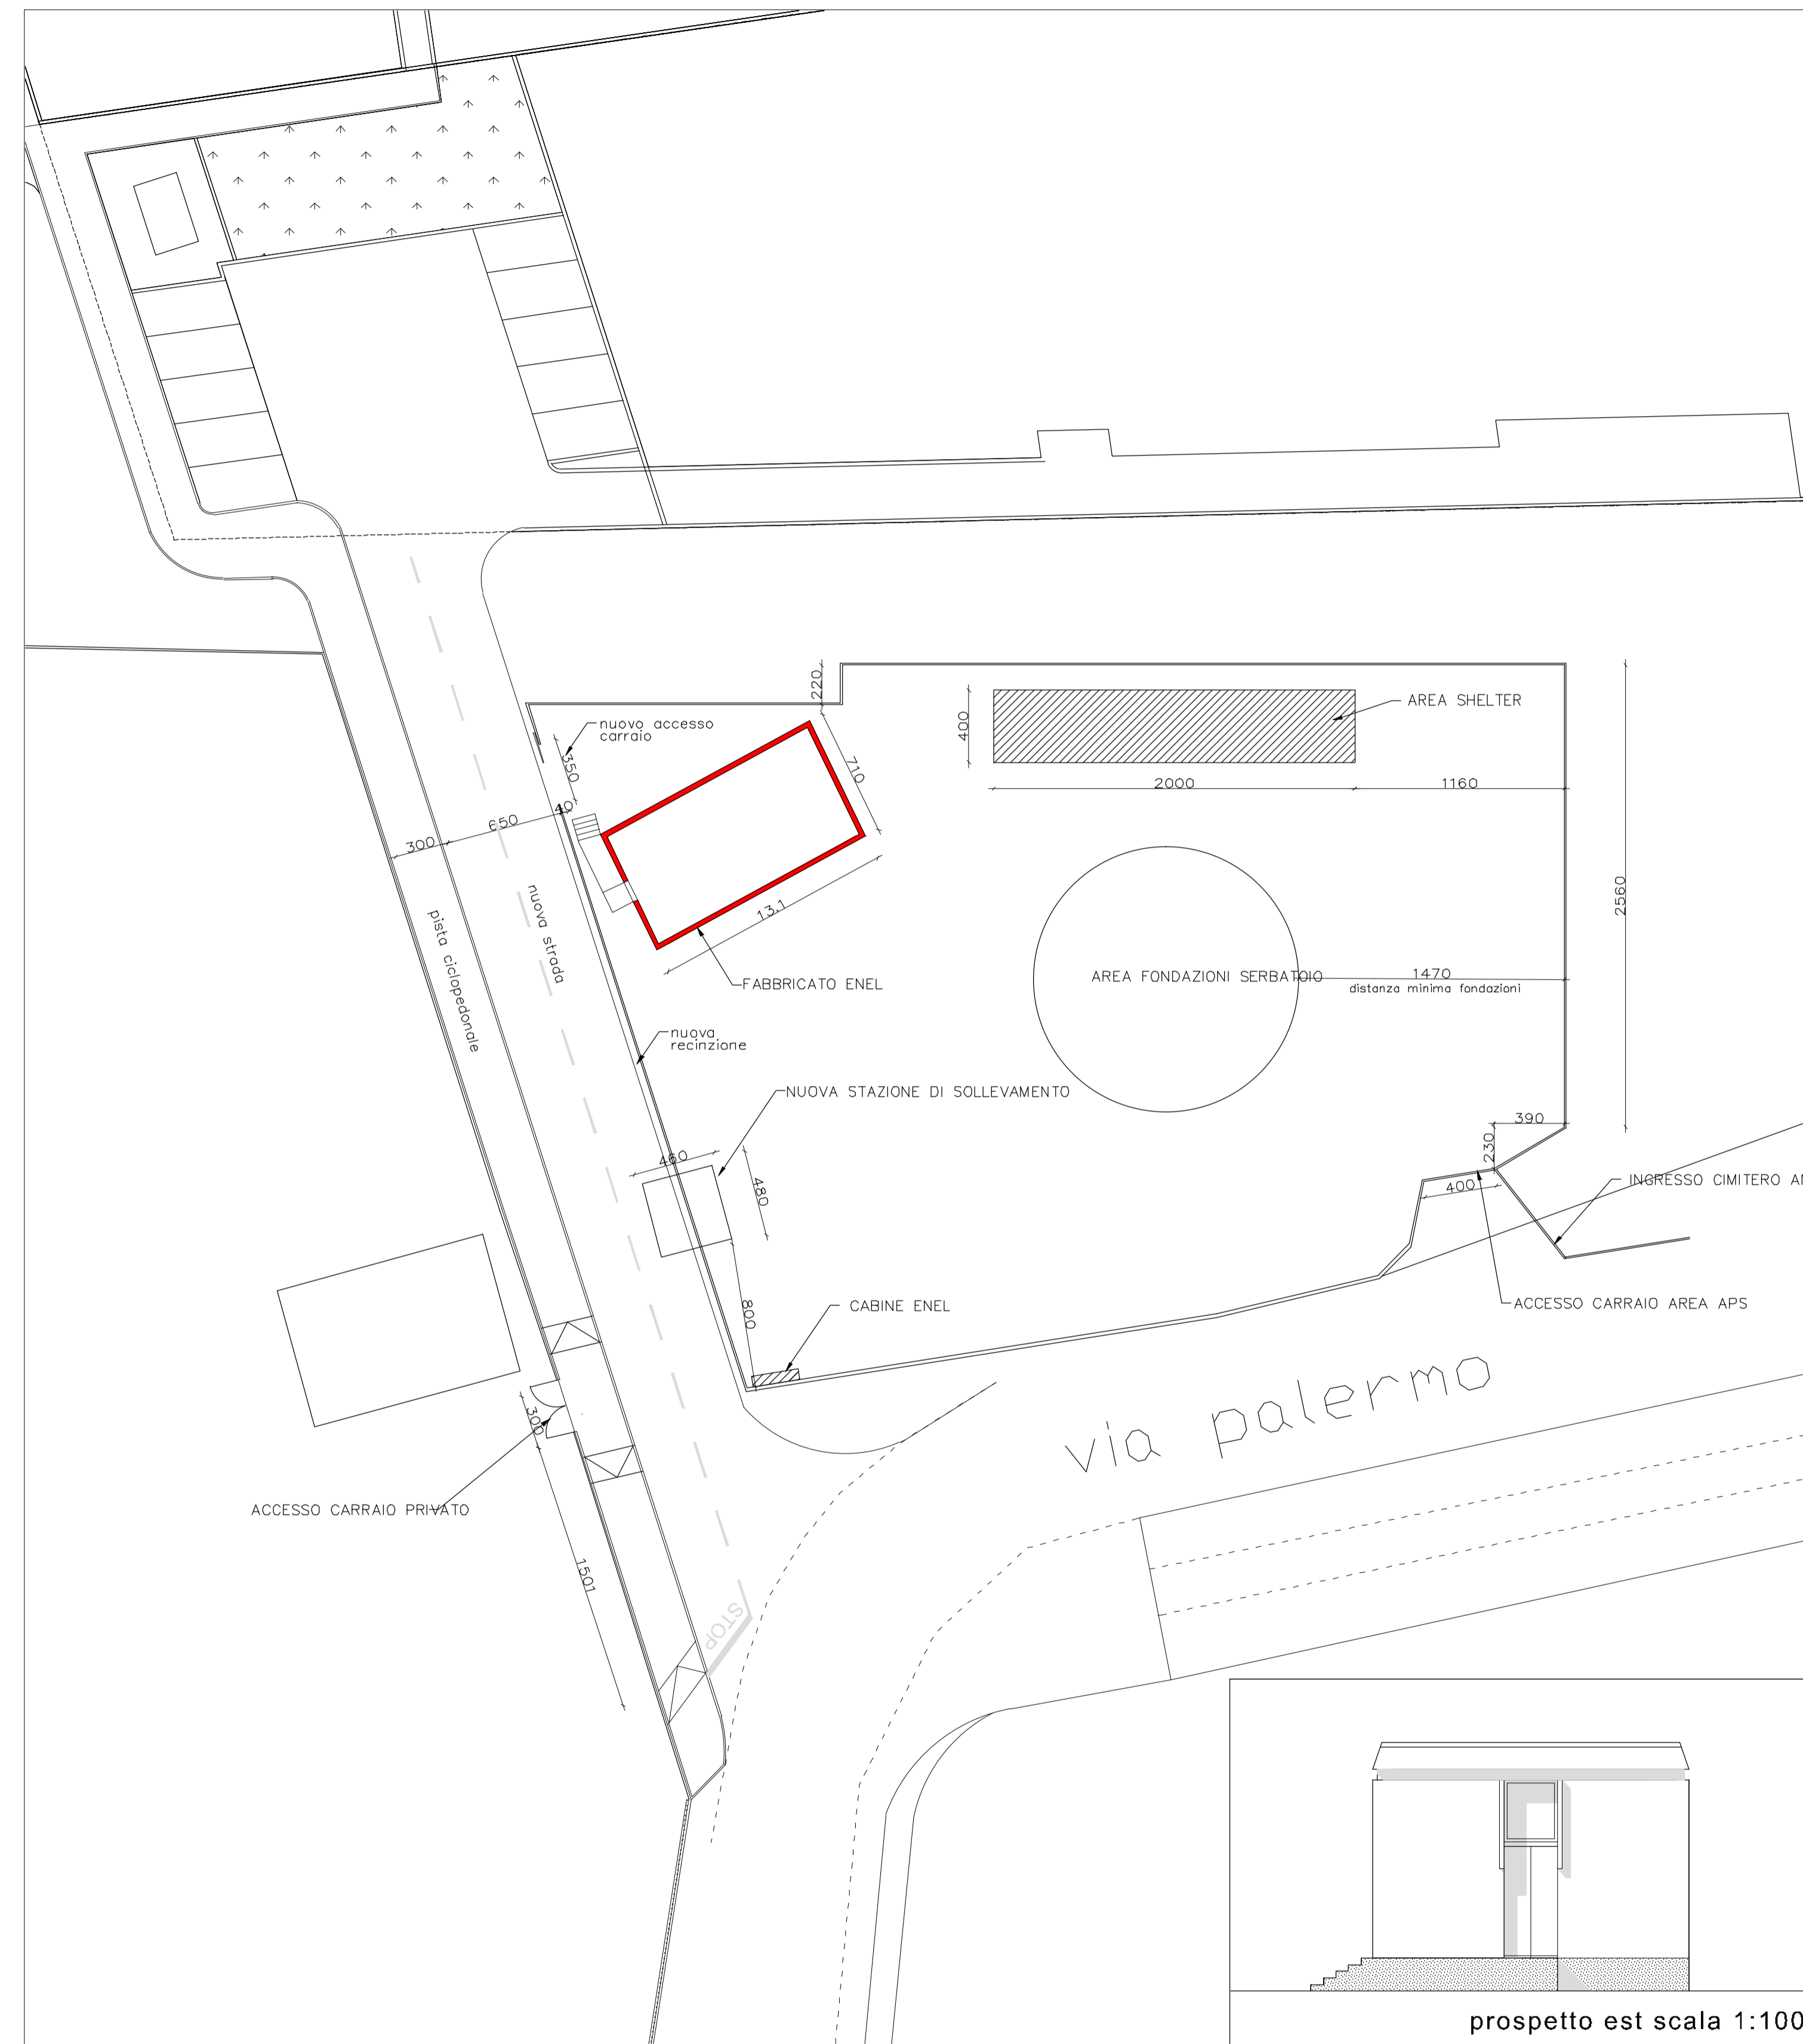 220
AREA SHELTER
400
nuovo accesso
carraio
350
710
2000
1160
40
650
300
13.1
2560
nuova strada
pista ciclopedonale
FABBRICATO ENEL
AREA FONDAZIONI SERBATOIO
1470
distanza minima fondazioni
nuova
recinzione
NUOVA STAZIONE DI SOLLEVAMENTO
390
230
460
480
400
INGRESSO CIMITERO
800
CABINE ENEL
ACCESSO CARRAIO AREA APS
via palermo
300
ACCESSO CARRAIO PRIVATO
1501
STOP
prospetto est scala 1:100